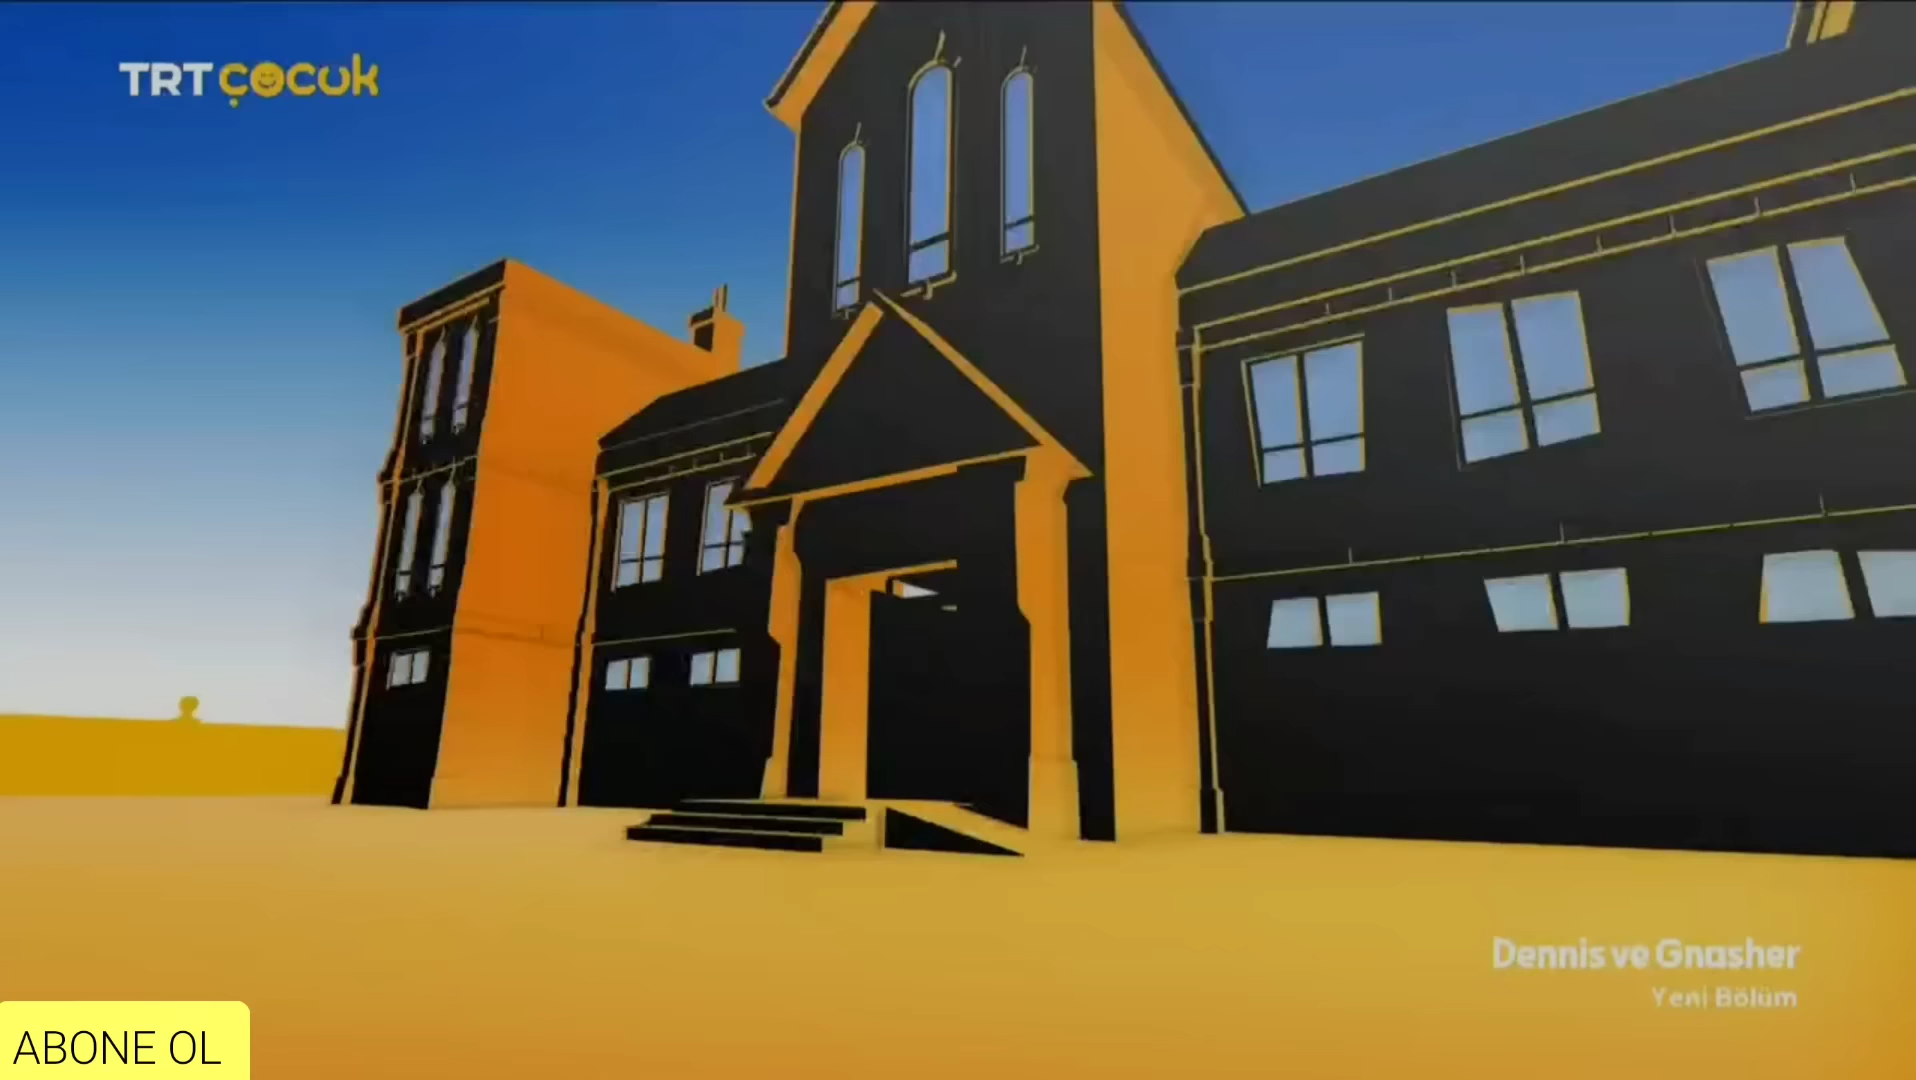 TRT çocuk
Dennis ve Gnasher
Yeni Bölüm
ABONE OL